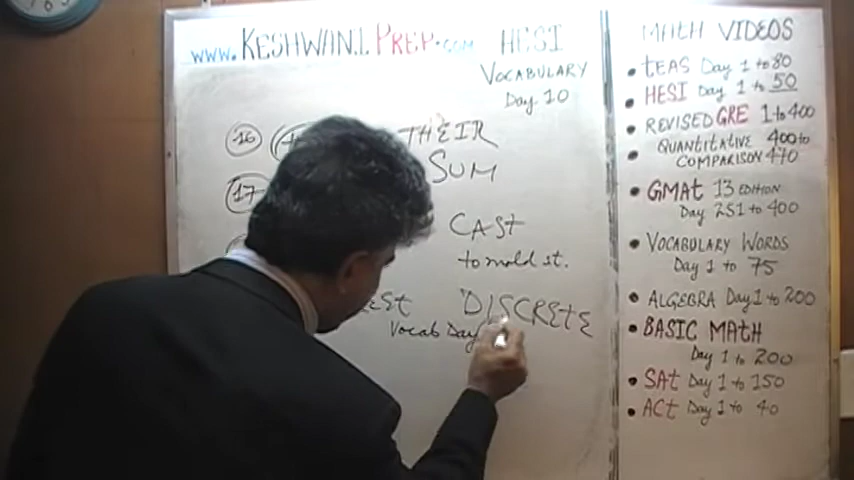 www.KESHWANI PREP.com HESI
VOCABULARY
Day 10
16 THEIR
17 SUM
CAST
to mold st.
DISCRETE
Vocab Day
MATH VIDEOS
• tEAS Day 1 to 80
• HESI Day 1 to 50
• REVISED GRE 1 to 400
• QUANTITATIVE 400 to
COMPARISON 470
• GMAT 13 EDITION
Day 251 to 400
• VOCABULARY WORDS
Day 1 to 75
• ALGEBRA Day 1 to 200
• BASIC MATH
Day 1 to 200
• SAt Day 1 to 150
• ACt Day 1 to 40